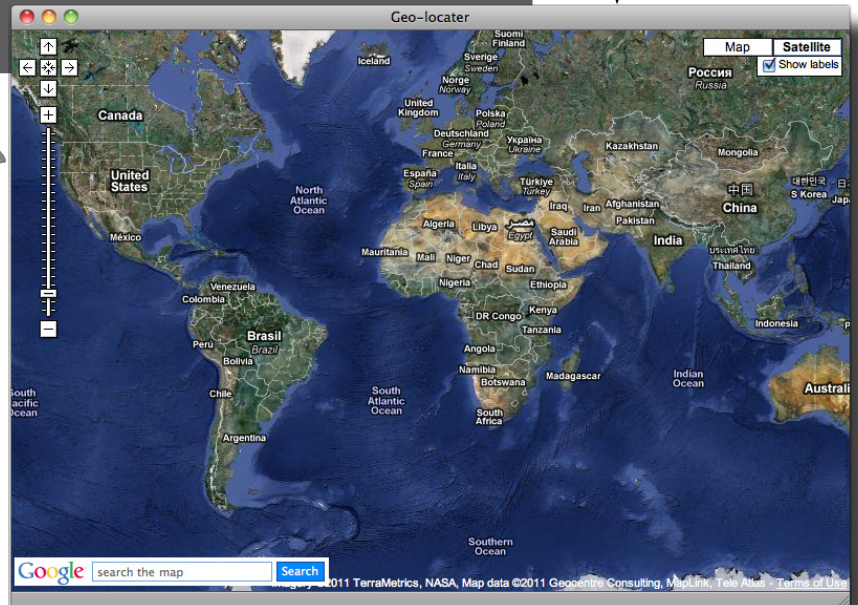 Geo-locater
Map
Satellite
Show labels
Suomi
Finland
Iceland
Sverige
Sweden
Norge
Norway
Россия
Russia
United
Kingdom
Polska
Poland
Canada
Deutschland
Germany
Україна
Ukraine
France
Kazakhstan
Mongolia
Italia
Italy
España
Spain
Türkiye
Turkey
United
States
North
Atlantic
Ocean
中国
China
대한민국
S Korea
Iraq
Iran
Afghanistan
Pakistan
Algeria
Libya
مصر
Egypt
Saudi
Arabia
India
México
Mauritania
Mali
Niger
Chad
Sudan
ประเทศไทย
Thailand
Nigeria
Ethiopia
Venezuela
Colombia
DR Congo
Kenya
Tanzania
Indonesia
Brasil
Brazil
Perú
Bolivia
Angola
Namibia
Botswana
Madagascar
Indian
Ocean
Australi
Chile
South
Atlantic
Ocean
South
Africa
Argentina
Southern
Ocean
Google
search the map
Search
2011 TerraMetrics, NASA, Map data ©2011 Geocentre Consulting, MapLink, Tele Atlas - Terms of Use